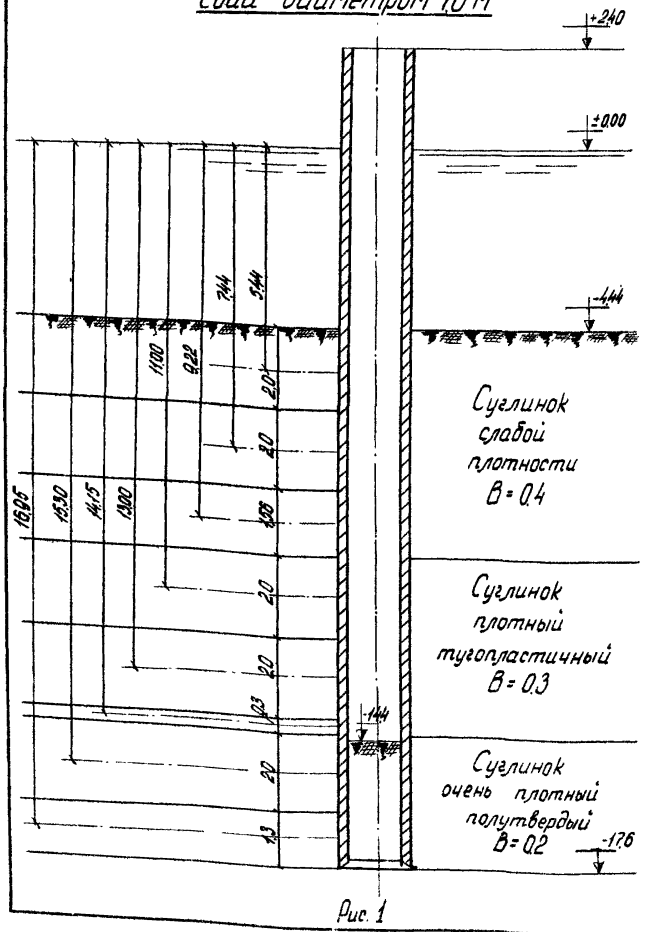 Свая диаметром 1,0 м
+2,40
±0,00
-4,44
7,44
5,44
11,00
9,22
16,95
15,30
14,15
13,00
2,0
2,0
1,56
2,0
2,0
0,3
2,0
1,3
Суглинок
слабой
плотности
В = 0,4
Суглинок
плотный
тугопластичный
В = 0,3
-14,4
Суглинок
очень плотный
полутвердый
В = 0,2
-17,6
Рис. 1